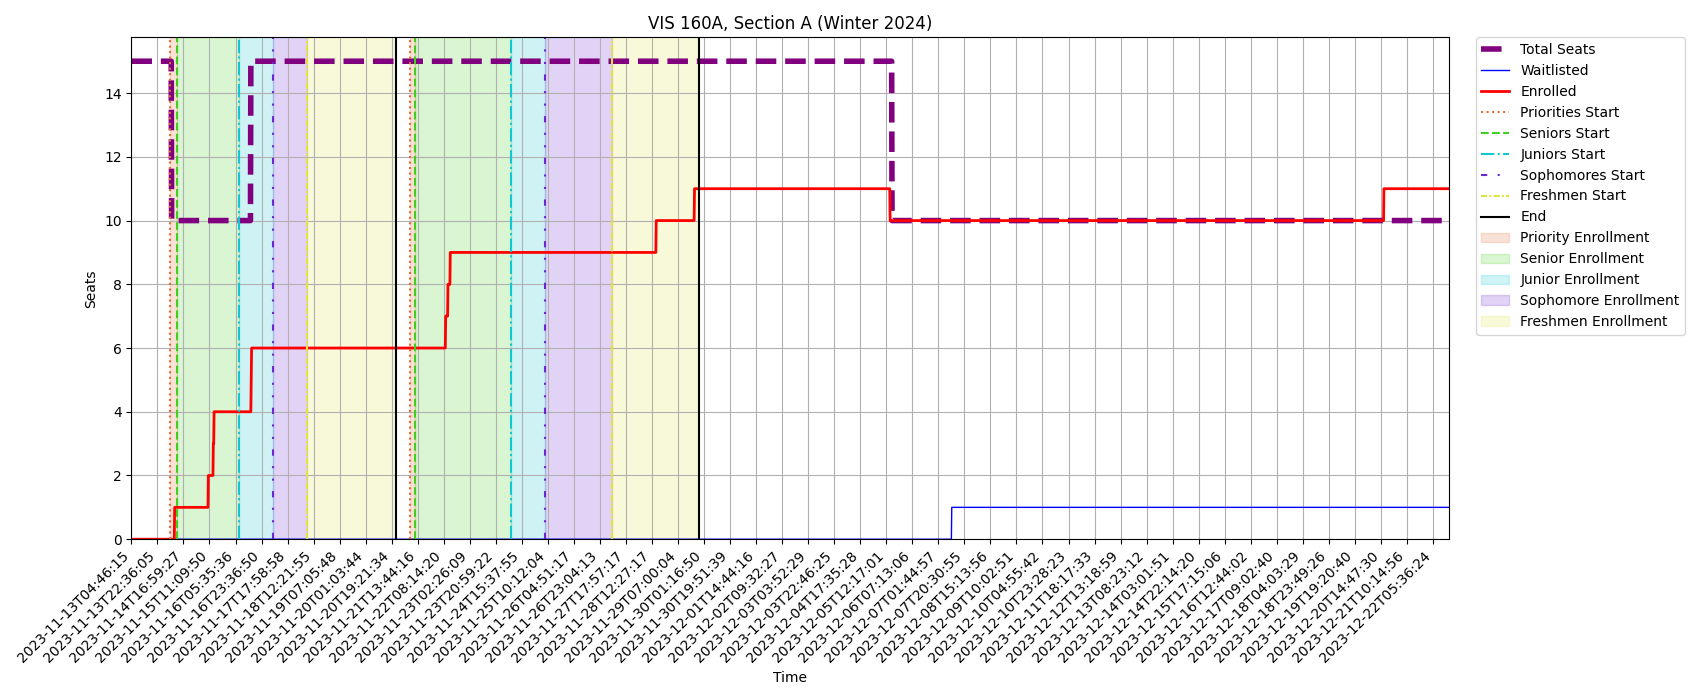 VIS 160A, Section A (Winter 2024)
Total Seats
Waitlisted
Enrolled
Priorities Start
Seniors Start
Juniors Start
Sophomores Start
Freshmen Start
End
Priority Enrollment
Senior Enrollment
Junior Enrollment
Sophomore Enrollment
Freshmen Enrollment
Seats
14
12
10
8
6
4
2
0
2023-11-13T04:46:15
2023-11-13T22:36:05
2023-11-14T16:59:27
2023-11-15T11:09:50
2023-11-16T05:35:36
2023-11-16T23:36:50
2023-11-17T17:58:58
2023-11-18T12:21:55
2023-11-19T07:05:48
2023-11-20T01:03:44
2023-11-20T19:21:34
2023-11-21T13:44:16
2023-11-22T08:14:20
2023-11-23T02:26:09
2023-11-23T20:59:22
2023-11-24T15:37:55
2023-11-25T10:12:04
2023-11-26T04:51:17
2023-11-26T23:04:13
2023-11-27T17:57:17
2023-11-28T12:27:17
2023-11-29T07:00:04
2023-11-30T01:16:50
2023-11-30T19:51:39
2023-12-01T14:44:16
2023-12-02T09:32:27
2023-12-03T03:52:29
2023-12-03T22:46:25
2023-12-04T17:35:28
2023-12-05T12:17:01
2023-12-06T07:13:06
2023-12-07T01:44:57
2023-12-07T20:30:55
2023-12-08T15:13:56
2023-12-09T10:02:51
2023-12-10T04:55:42
2023-12-10T23:28:23
2023-12-11T18:17:33
2023-12-12T13:18:59
2023-12-13T08:23:12
2023-12-14T03:01:51
2023-12-14T22:14:20
2023-12-15T17:15:06
2023-12-16T12:44:02
2023-12-17T09:02:40
2023-12-18T04:03:29
2023-12-18T23:49:26
2023-12-19T19:20:40
2023-12-20T14:47:30
2023-12-21T10:14:56
2023-12-22T05:36:24
Time